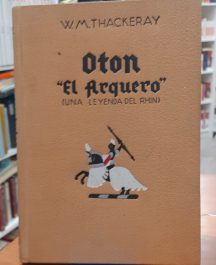 W. M. THACKERAY
Oton
"El Arquero"
(UNA LEYENDA DEL RHIN)